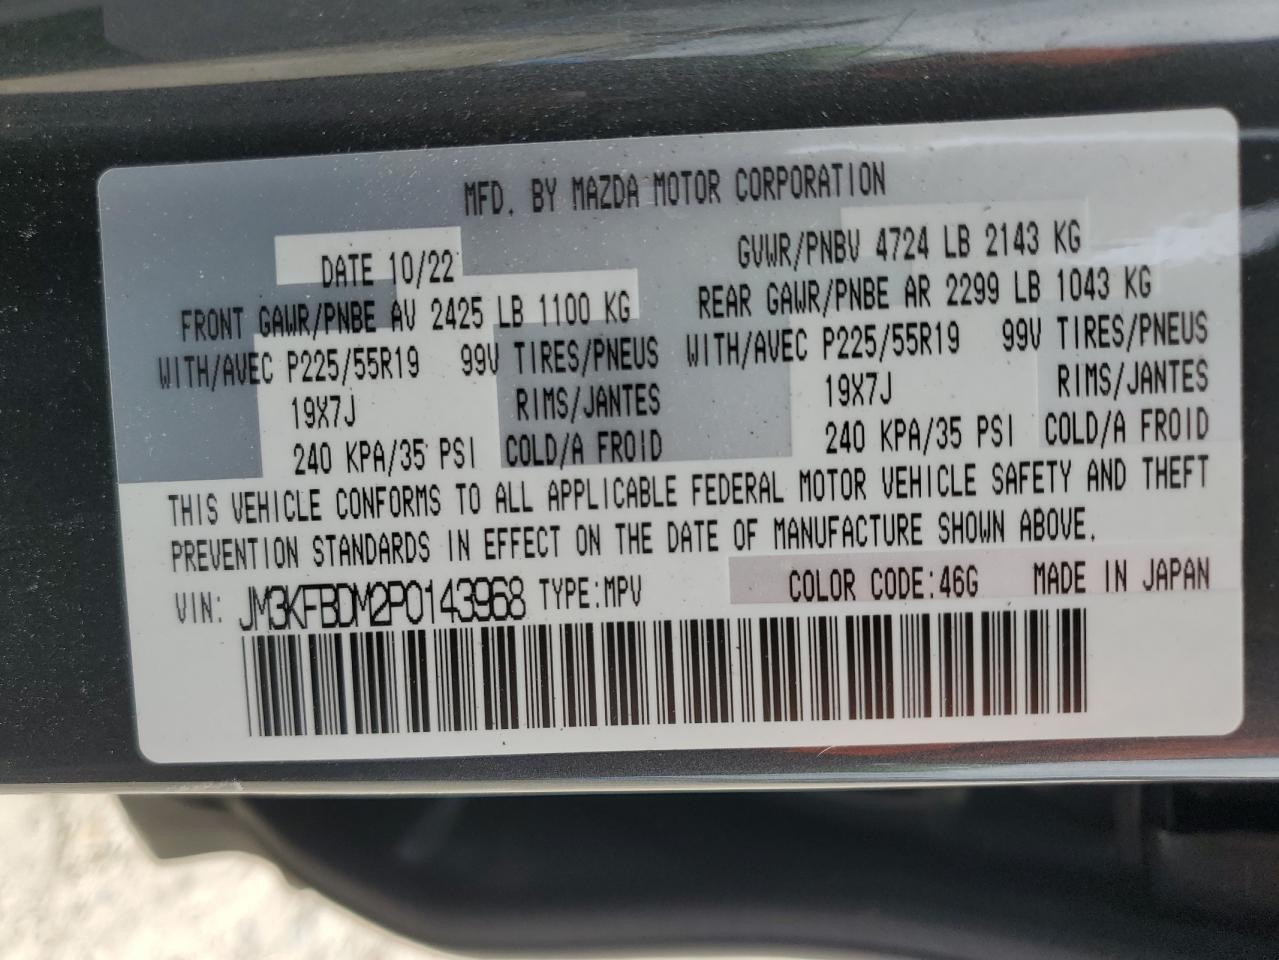 MFD. BY MAZDA MOTOR CORPORATION
DATE 10/22 GVWR/PNBV 4724 LB 2143 KG
FRONT GAWR/PNBE AV 2425 LB 1100 KG REAR GAWR/PNBE AR 2299 LB 1043 KG
WITH/AVEC P225/55R19 99V TIRES/PNEUS WITH/AVEC P225/55R19 99V TIRES/PNEUS
19X7J RIMS/JANTES 19X7J RIMS/JANTES
240 KPA/35 PSI COLD/A FROID 240 KPA/35 PSI COLD/A FROID
THIS VEHICLE CONFORMS TO ALL APPLICABLE FEDERAL MOTOR VEHICLE SAFETY AND THEFT
PREVENTION STANDARDS IN EFFECT ON THE DATE OF MANUFACTURE SHOWN ABOVE.
VIN: JM3KFBDM2P0143968 TYPE:MPV COLOR CODE:46G MADE IN JAPAN